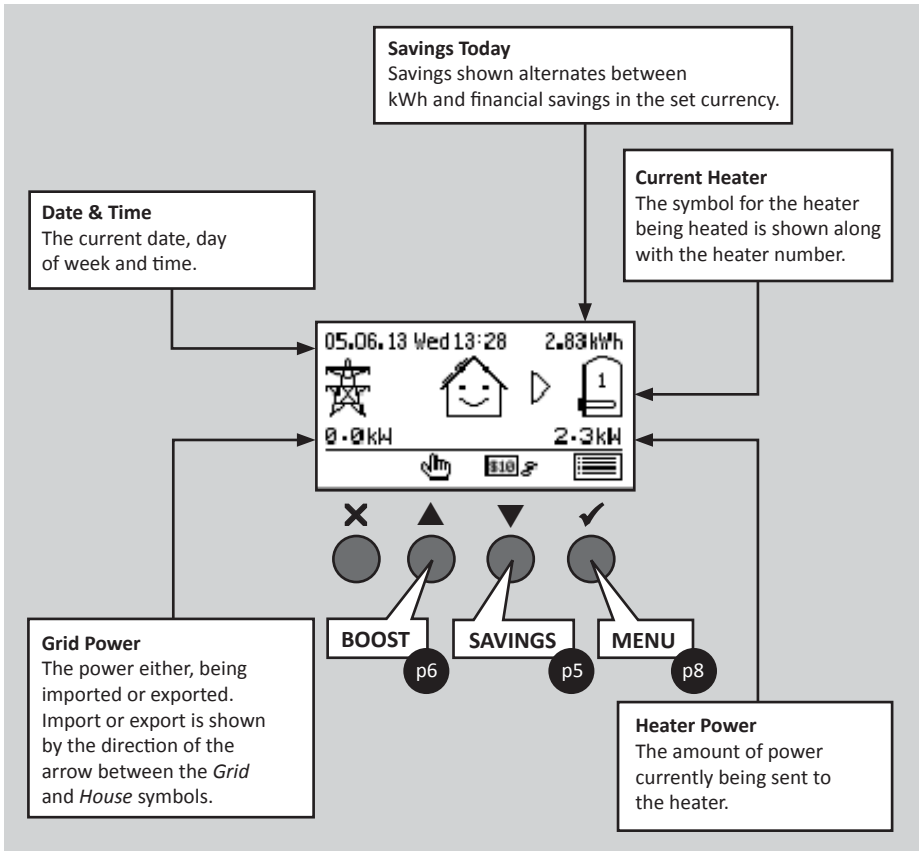 Savings Today
Savings shown alternates between
kWh and financial savings in the set currency.
Current Heater
The symbol for the heater
being heated is shown along
with the heater number.
Date & Time
The current date, day
of week and time.
05.06.13 Wed 13:28 2.83kWh
1
0.0kW 2.3kW
$10
BOOST SAVINGS MENU
p6 p5 p8
Grid Power
The power either, being
imported or exported.
Import or export is shown
by the direction of the
arrow between the Grid
and House symbols.
Heater Power
The amount of power
currently being sent to
the heater.